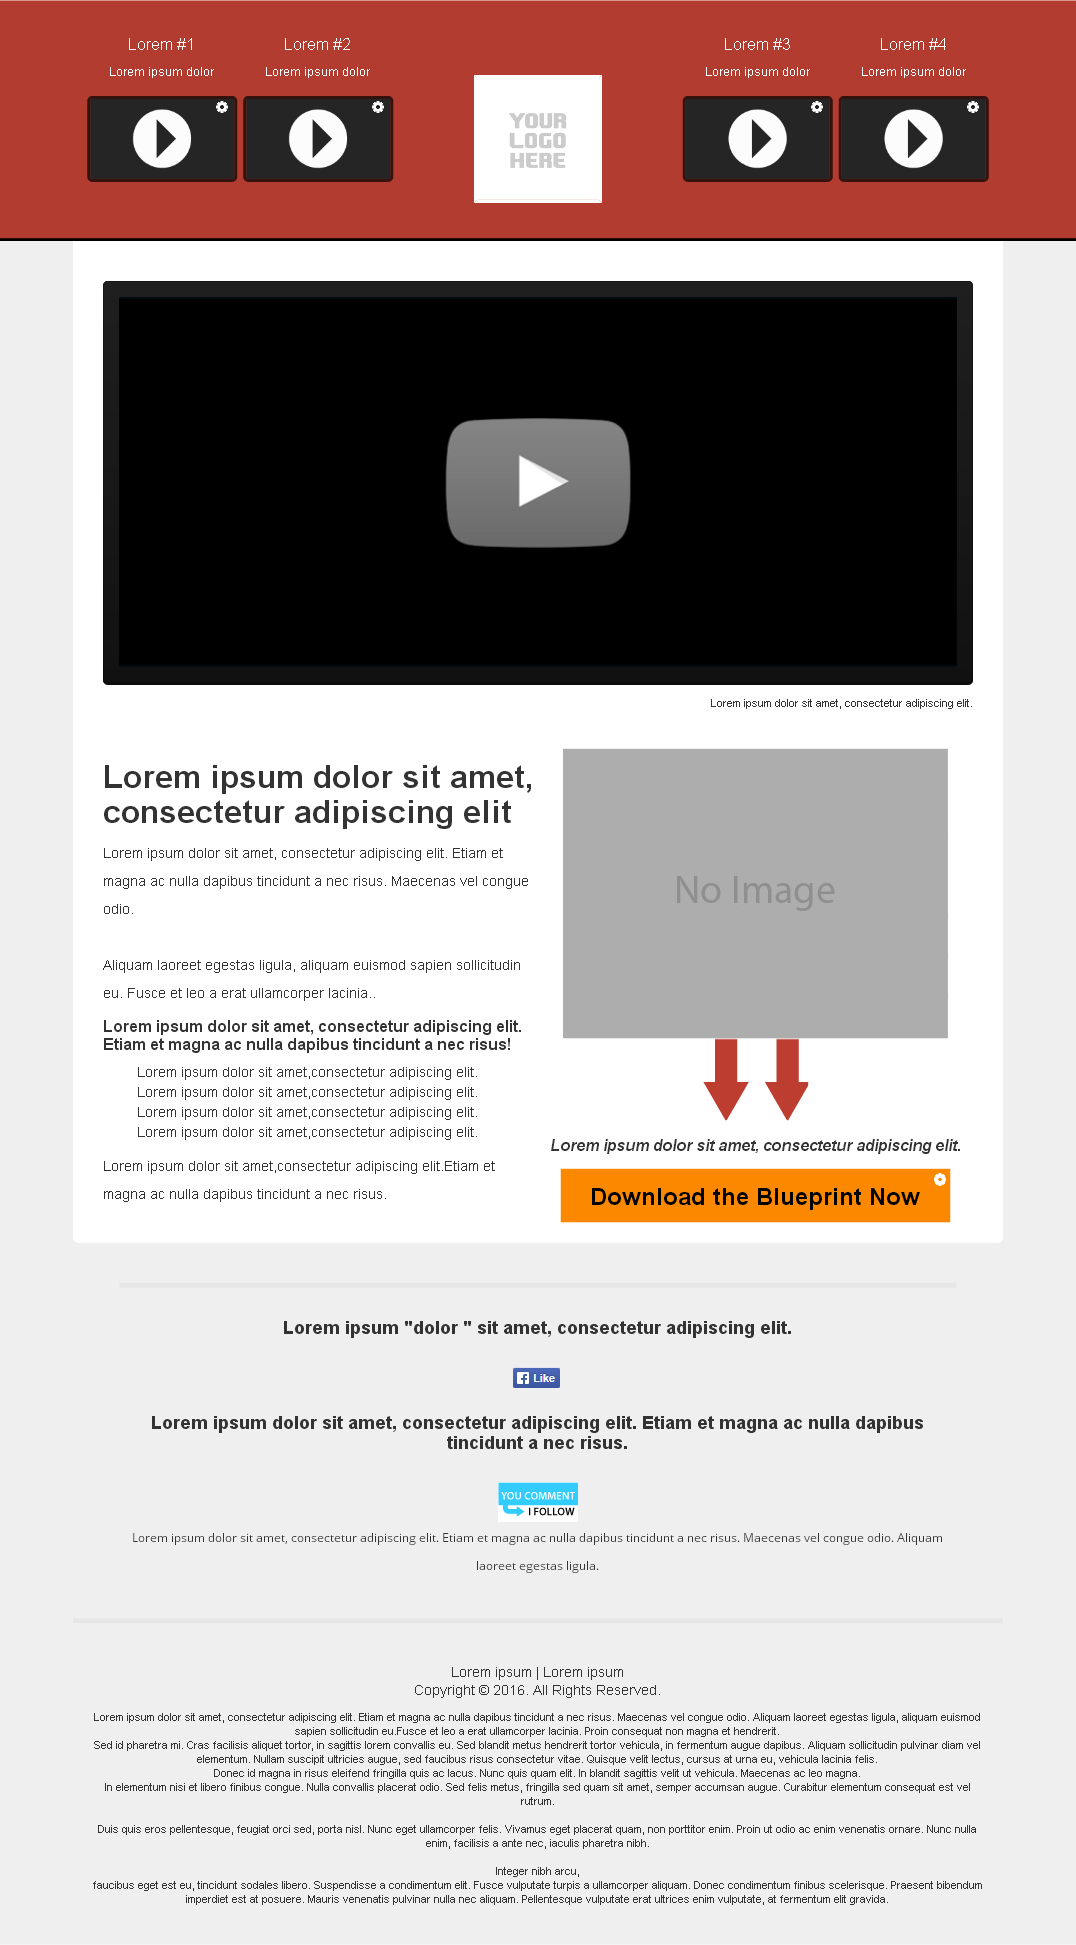 Lorem #1
Lorem ipsum dolor
Lorem #2
Lorem ipsum dolor
YOUR
LOGO
HERE
Lorem #3
Lorem ipsum dolor
Lorem #4
Lorem ipsum dolor
Lorem ipsum dolor sit amet, consectetur adipiscing elit.
Lorem ipsum dolor sit amet,
consectetur adipiscing elit
Lorem ipsum dolor sit amet, consectetur adipiscing elit. Etiam et
magna ac nulla dapibus tincidunt a nec risus. Maecenas vel congue
odio.
Aliquam laoreet egestas ligula, aliquam euismod sapien sollicitudin
eu. Fusce et leo a erat ullamcorper lacinia..
Lorem ipsum dolor sit amet, consectetur adipiscing elit.
Etiam et magna ac nulla dapibus tincidunt a nec risus!
Lorem ipsum dolor sit amet,consectetur adipiscing elit.
Lorem ipsum dolor sit amet,consectetur adipiscing elit.
Lorem ipsum dolor sit amet,consectetur adipiscing elit.
Lorem ipsum dolor sit amet,consectetur adipiscing elit.
Lorem ipsum dolor sit amet,consectetur adipiscing elit.Etiam et
magna ac nulla dapibus tincidunt a nec risus.
No Image
Lorem ipsum dolor sit amet, consectetur adipiscing elit.
Download the Blueprint Now
Lorem ipsum "dolor " sit amet, consectetur adipiscing elit.
Like
Lorem ipsum dolor sit amet, consectetur adipiscing elit. Etiam et magna ac nulla dapibus
tincidunt a nec risus.
YOU COMMENT
I FOLLOW
Lorem ipsum dolor sit amet, consectetur adipiscing elit. Etiam et magna ac nulla dapibus tincidunt a nec risus. Maecenas vel congue odio. Aliquam
laoreet egestas ligula.
Lorem ipsum | Lorem ipsum
Copyright © 2016. All Rights Reserved.
Lorem ipsum dolor sit amet, consectetur adipiscing elit. Etiam et magna ac nulla dapibus tincidunt a nec risus. Maecenas vel congue odio. Aliquam laoreet egestas ligula, aliquam euismod
sapien sollicitudin eu.Fusce et leo a erat ullamcorper lacinia. Proin consequat non magna et hendrerit.
Sed id pharetra mi. Cras facilisis aliquet tortor, in sagittis lorem convallis eu. Sed blandit metus hendrerit tortor vehicula, in fermentum augue dapibus. Aliquam sollicitudin pulvinar diam vel
elementum. Nullam suscipit ultricies augue, sed faucibus risus consectetur vitae. Quisque velit lectus, cursus at urna eu, vehicula lacinia felis.
Donec id magna in risus eleifend fringilla quis ac lacus. Nunc quis quam elit. In blandit sagittis velit ut vehicula. Maecenas ac leo magna.
In elementum nisi et libero finibus congue. Nulla convallis placerat odio. Sed felis metus, fringilla sed quam sit amet, semper accumsan augue. Curabitur elementum consequat est vel
rutrum.
Duis quis eros pellentesque, feugiat orci sed, porta nisl. Nunc eget ullamcorper felis. Vivamus eget placerat quam, non porttitor enim. Proin ut odio ac enim venenatis ornare. Nunc nulla
enim, facilisis a ante nec, iaculis pharetra nibh.
Integer nibh arcu,
faucibus eget est eu, tincidunt sodales libero. Suspendisse a condimentum elit. Fusce vulputate turpis a ullamcorper aliquam. Donec condimentum finibus scelerisque. Praesent bibendum
imperdiet est at posuere. Mauris venenatis pulvinar nulla nec aliquam. Pellentesque vulputate erat ultrices enim vulputate, at fermentum elit gravida.